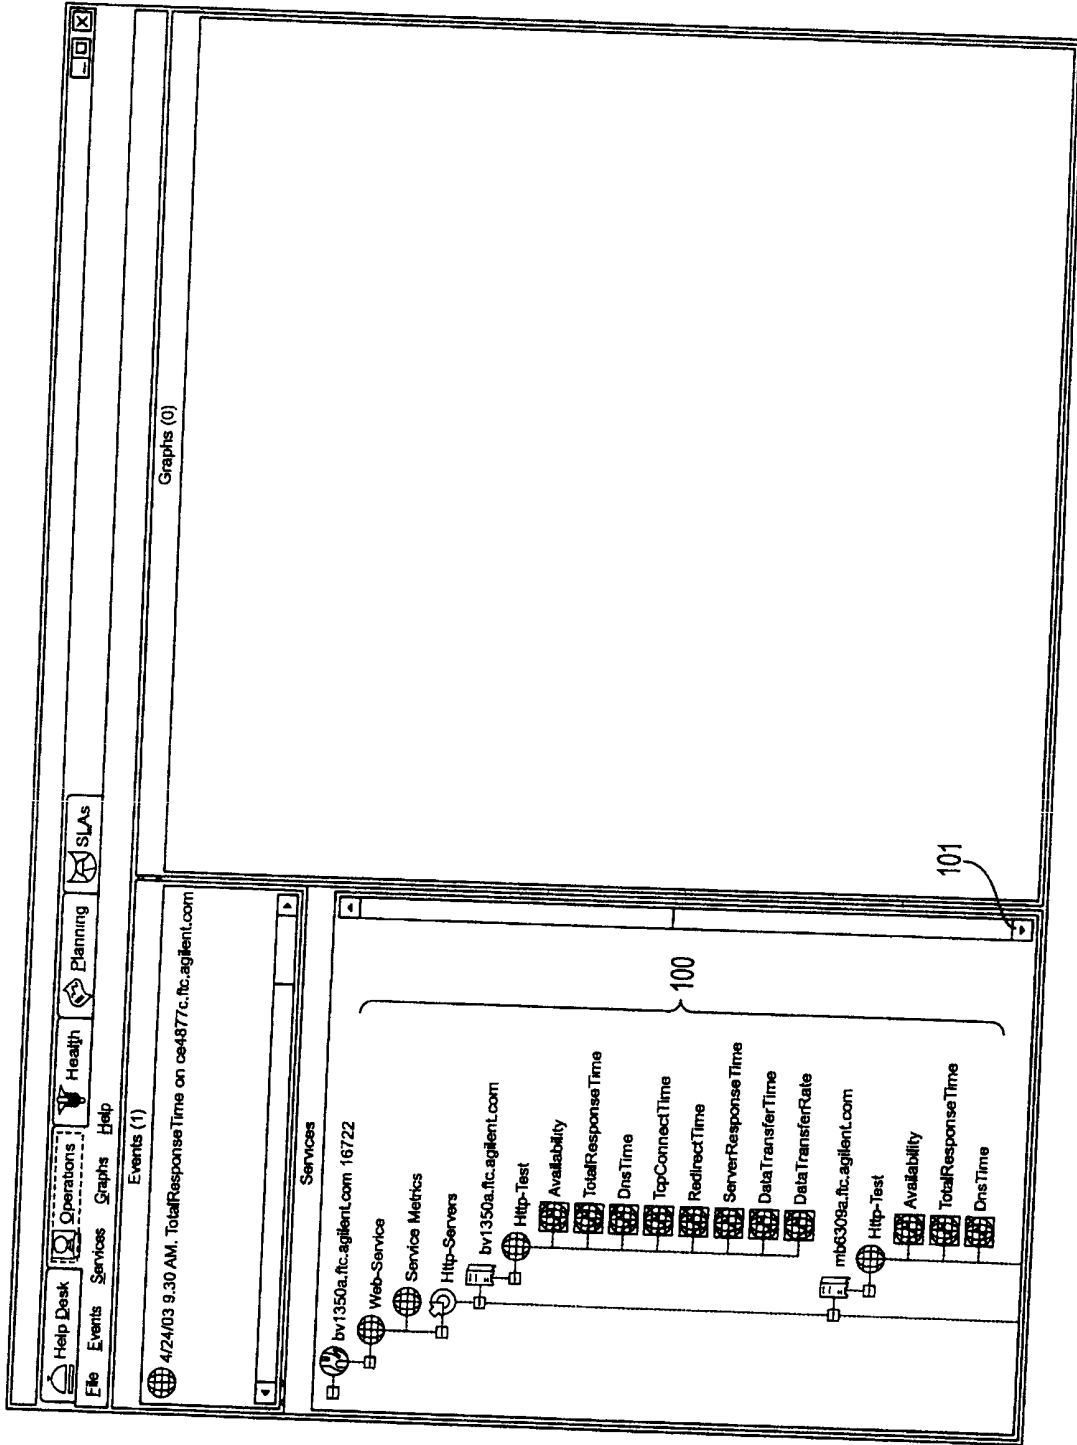 Help Desk
Operations
Health
Planning
SLAs
File Events Services Graphs Help
Events (1)
4/24/03 9.30 AM. TotalResponseTime on ce4877c.ftc.agilent.com
Graphs (0)
Services
bv1350a.ftc.agilent.com 16722
Web-Service
Service Metrics
Http-Servers
bv1350a.ftc.agilent.com
Http-Test
Availability
TotalResponseTime
DnsTime
TcpConnectTime
RedirectTime
ServerResponseTime
DataTransferTime
DataTransferRate
mb6309a.ftc.agilent.com
Http-Test
Availability
TotalResponseTime
DnsTime
100
101